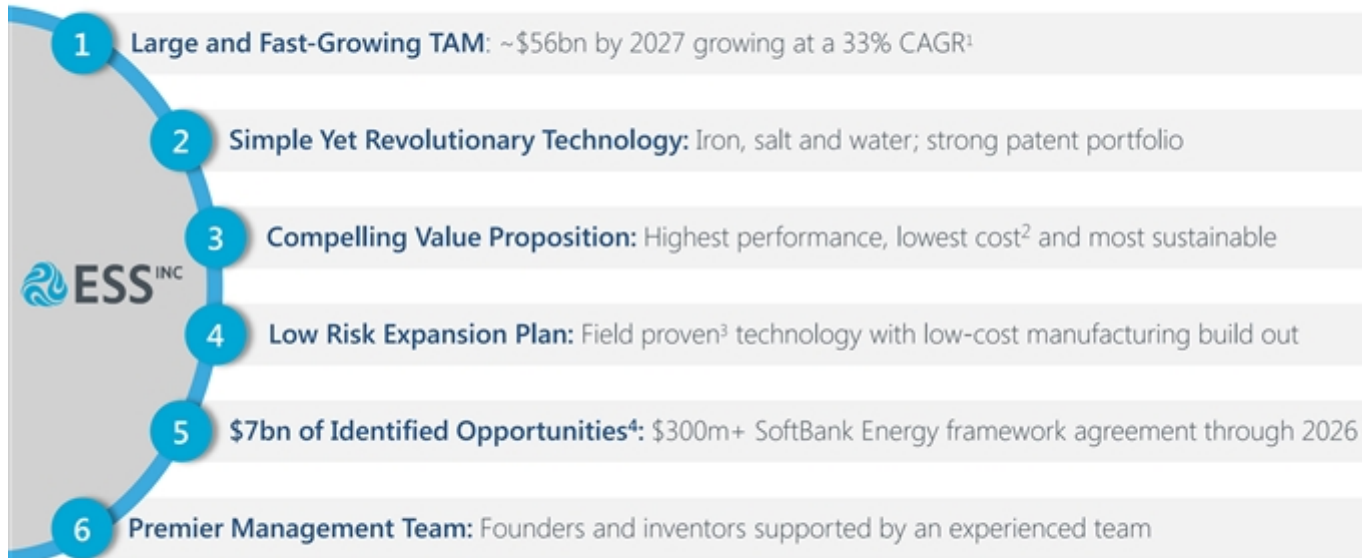 1 Large and Fast-Growing TAM: ~$56bn by 2027 growing at a 33% CAGR¹
2 Simple Yet Revolutionary Technology: Iron, salt and water; strong patent portfolio
3 Compelling Value Proposition: Highest performance, lowest cost² and most sustainable
ESS INC
4 Low Risk Expansion Plan: Field proven³ technology with low-cost manufacturing build out
5 $7bn of Identified Opportunities⁴: $300m+ SoftBank Energy framework agreement through 2026
6 Premier Management Team: Founders and inventors supported by an experienced team